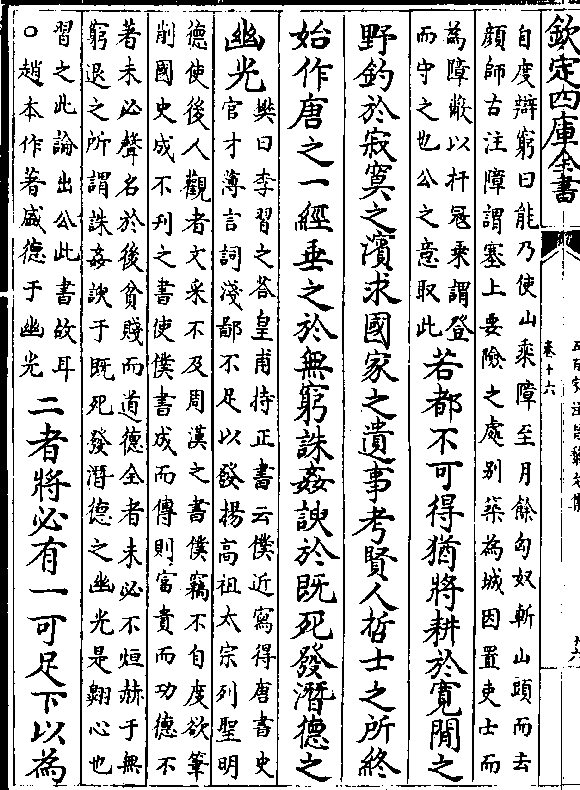 欽定四庫全書
卷十六
自度辯窮曰能乃使山乘障至月餘匈奴斬山頭而去
顏師古注障謂塞上要險之處别築為城因置吏士而
為障蔽以扞冦乗謂登
而守之也公之意取此
若都不可得猶將耕於寛閒之
野釣於寂寞之濵求國家之遺事考賢人哲士之所終
始作唐之一經垂之於無窮誅姦諛於既死發潛德之
幽光
樊曰李習之答皇甫持正書云僕近寫得唐書史
官才薄言詞淺鄙不足以發揚高祖太宗列聖明
德使後人觀者文采不及周漢之書僕竊不自度欲筆
削國史成不刊之書使僕書成而傳則富貴而功德不
著未必聲名於後貧賤而道德全者未必不烜赫于無
窮退之所謂誅姦諛于既死發潛德之幽光是翺心也
習之此論出公此書故耳
○趙本作著盛德于幽光
二者將必有一可足下以為